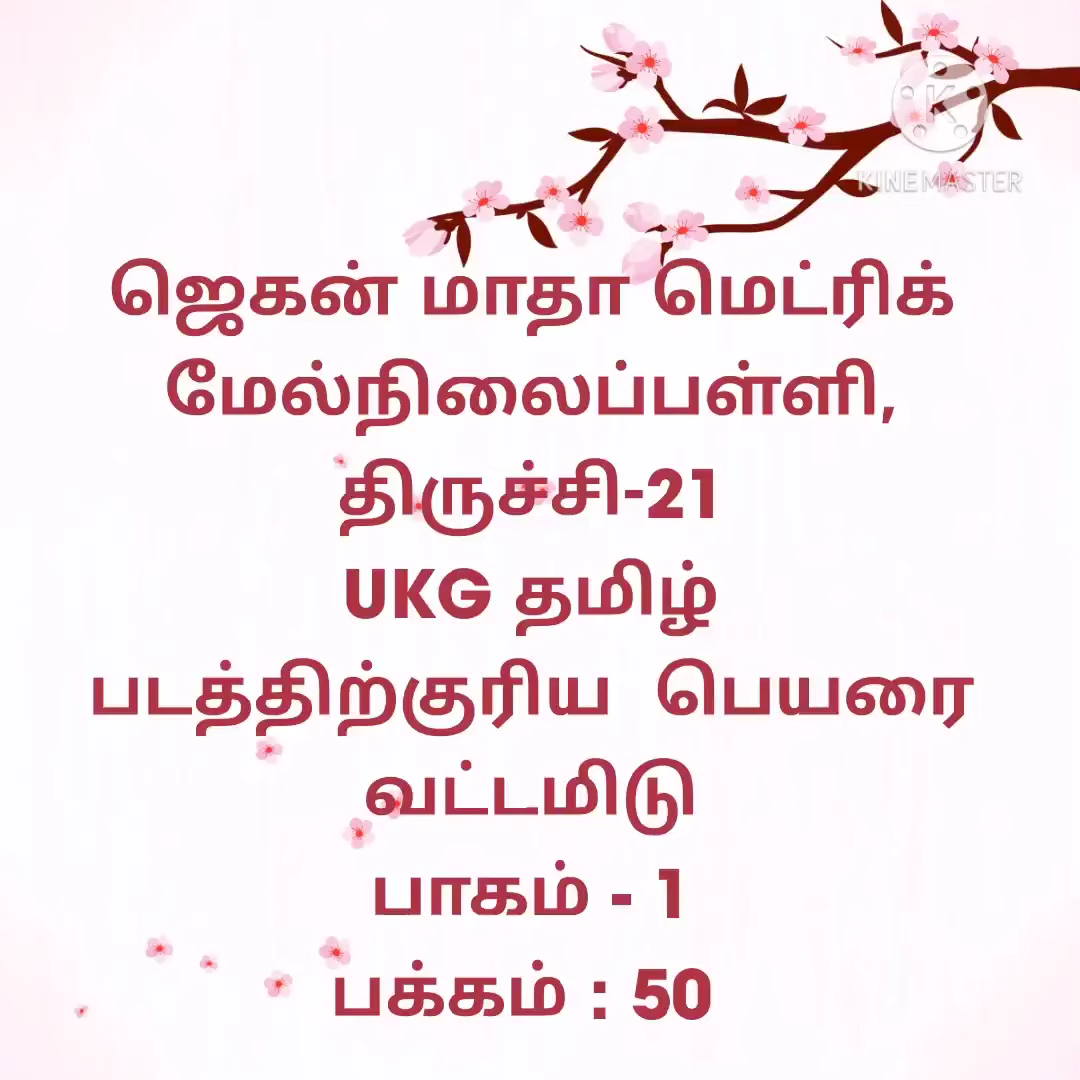 KINEMASTER
ஜெகன் மாதா மெட்ரிக்
மேல்நிலைப்பள்ளி,
திருச்சி-21
UKG தமிழ்
படத்திற்குரிய பெயரை
வட்டமிடு
பாகம் - 1
பக்கம் : 50